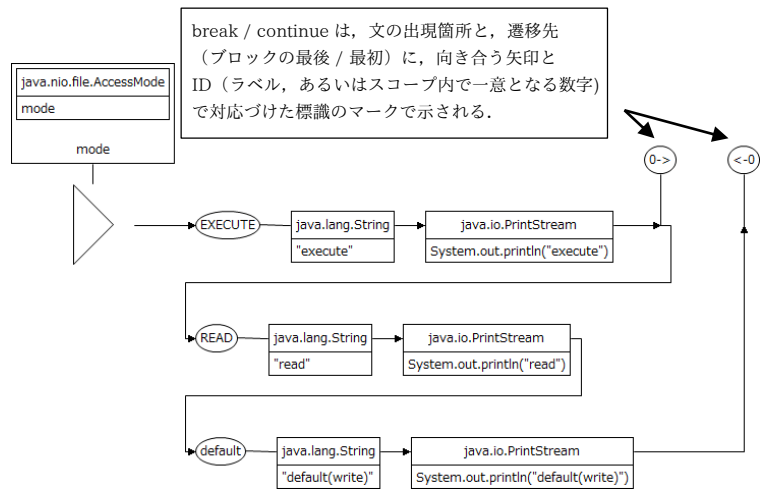 break / continue は，文の出現箇所と，遷移先
（ブロックの最後 / 最初）に，向き合う矢印と
ID（ラベル，あるいはスコープ内で一意となる数字)
で対応づけた標識のマークで示される．
java.nio.file.AccessMode
mode
mode
0->
<-0
EXECUTE
java.lang.String
"execute"
java.io.PrintStream
System.out.println("execute")
READ
java.lang.String
"read"
java.io.PrintStream
System.out.println("read")
default
java.lang.String
"default(write)"
java.io.PrintStream
System.out.println("default(write)")